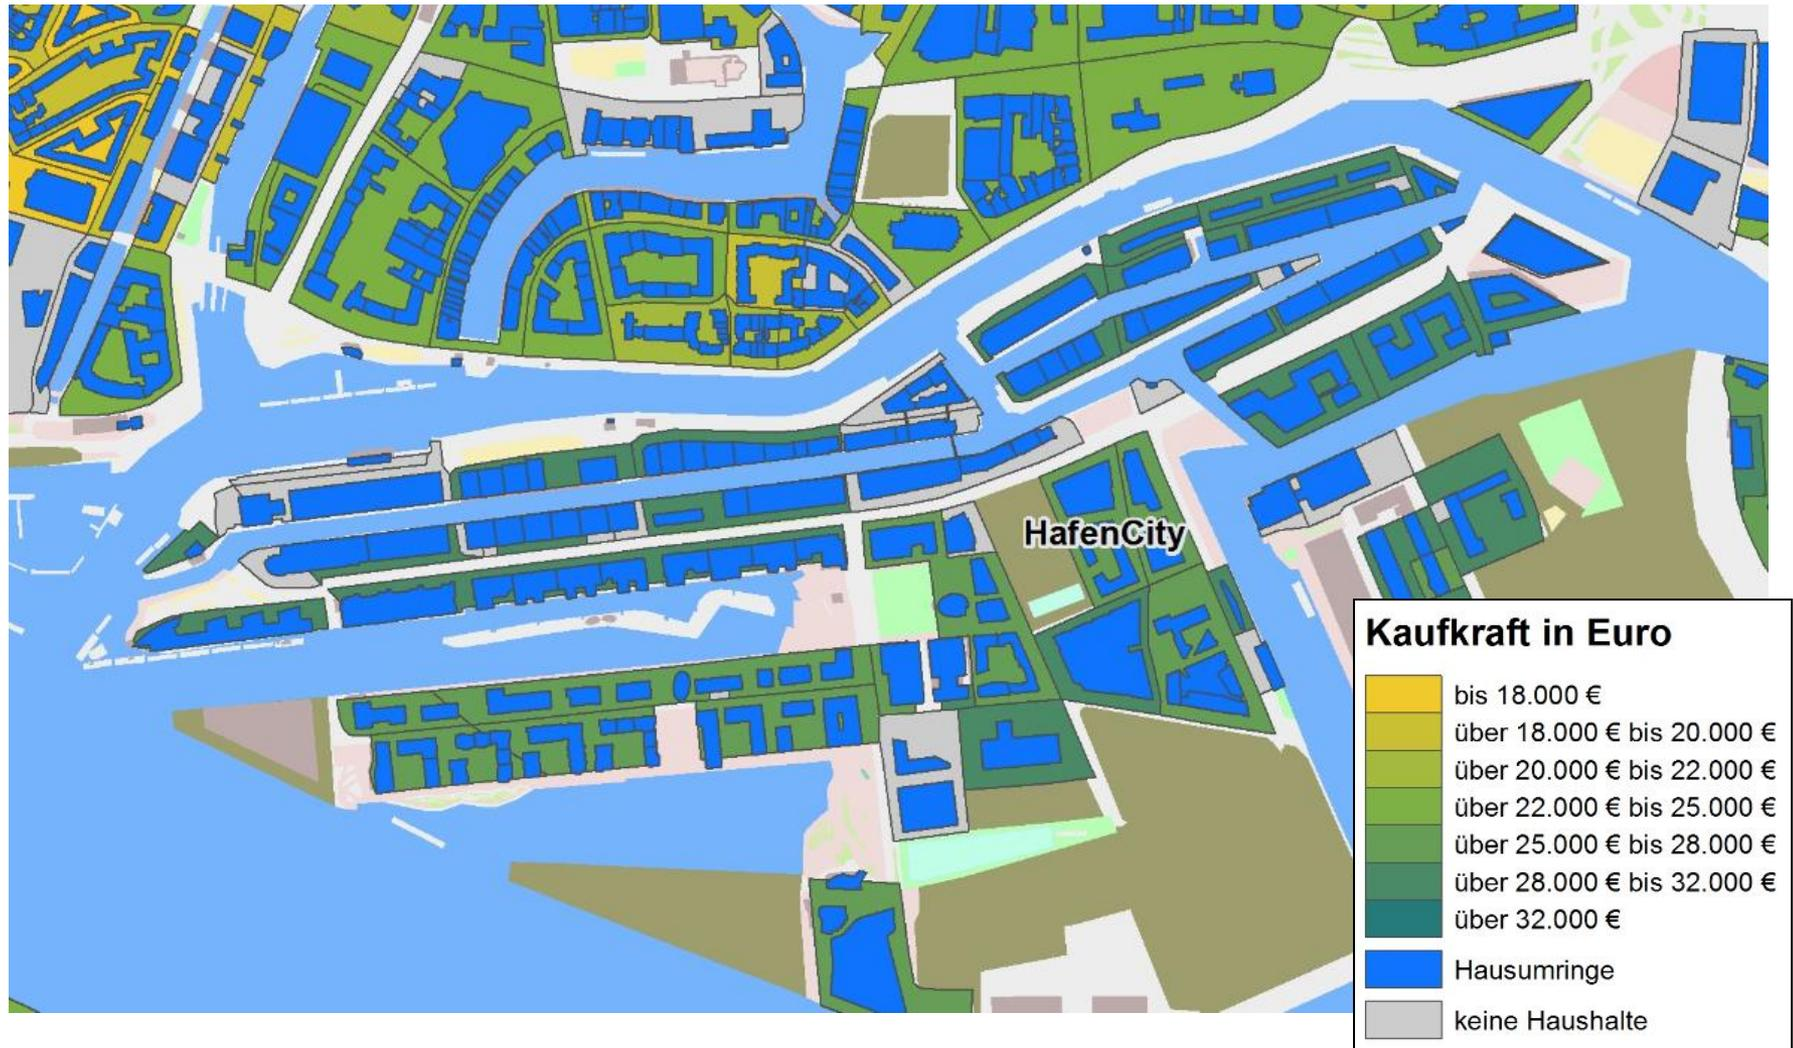 HafenCity
Kaufkraft in Euro
bis 18.000 €
über 18.000 € bis 20.000 €
über 20.000 € bis 22.000 €
über 22.000 € bis 25.000 €
über 25.000 € bis 28.000 €
über 28.000 € bis 32.000 €
über 32.000 €
Hausumringe
keine Haushalte